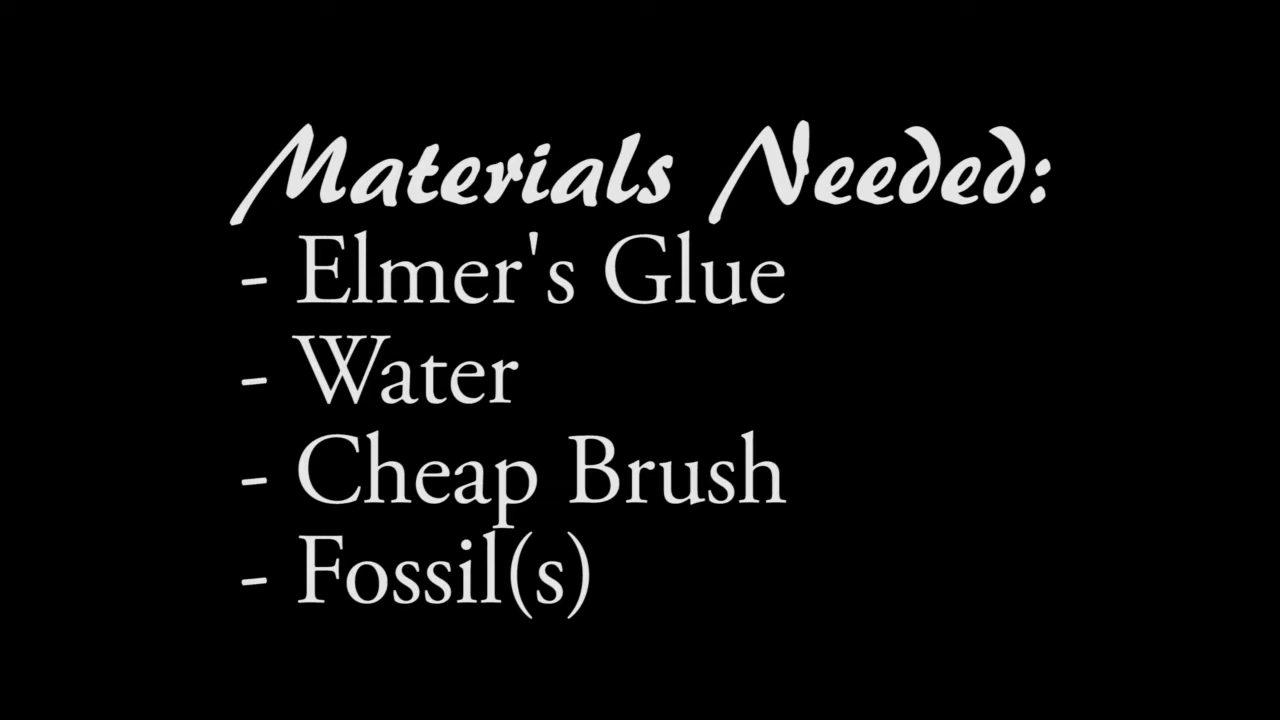 Materials Needed:
- Elmer's Glue
- Water
- Cheap Brush
- Fossil(s)